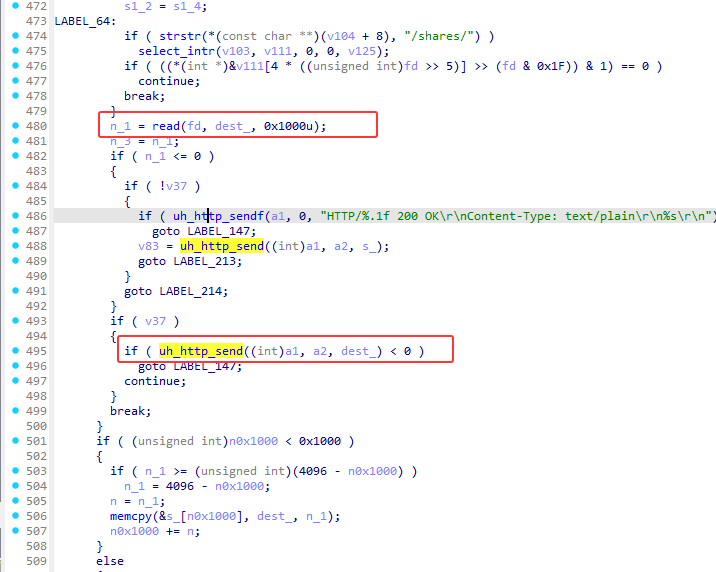 472 s1_2 = s1_4;
473 LABEL_64:
474 if ( strstr(*(const char **)(v104 + 8), "/shares/") )
475 select_intr(v103, v111, 0, 0, v125);
476 if ( ((*(int *)&v111[4 * ((unsigned int)fd >> 5)] >> (fd & 0x1F)) & 1) == 0 )
477 continue;
478 break;
479 }
480 n_1 = read(fd, dest_, 0x1000u);
481 n_3 = n_1;
482 if ( n_1 <= 0 )
483 {
484 if ( !v37 )
485 {
486 if ( uh_http_sendf(a1, 0, "HTTP/%.1f 200 OK\r\nContent-Type: text/plain\r\n%s\r\n")
487 goto LABEL_147;
488 v83 = uh_http_send((int)a1, a2, s_);
489 goto LABEL_213;
490 }
491 goto LABEL_214;
492 }
493 if ( v37 )
494 {
495 if ( uh_http_send((int)a1, a2, dest_) < 0 )
496 goto LABEL_147;
497 continue;
498 }
499 break;
500 }
501 if ( (unsigned int)n0x1000 < 0x1000 )
502 {
503 if ( n_1 >= (unsigned int)(4096 - n0x1000) )
504 n_1 = 4096 - n0x1000;
505 n = n_1;
506 memcpy(&s_[n0x1000], dest_, n_1);
507 n0x1000 += n;
508 }
509 else